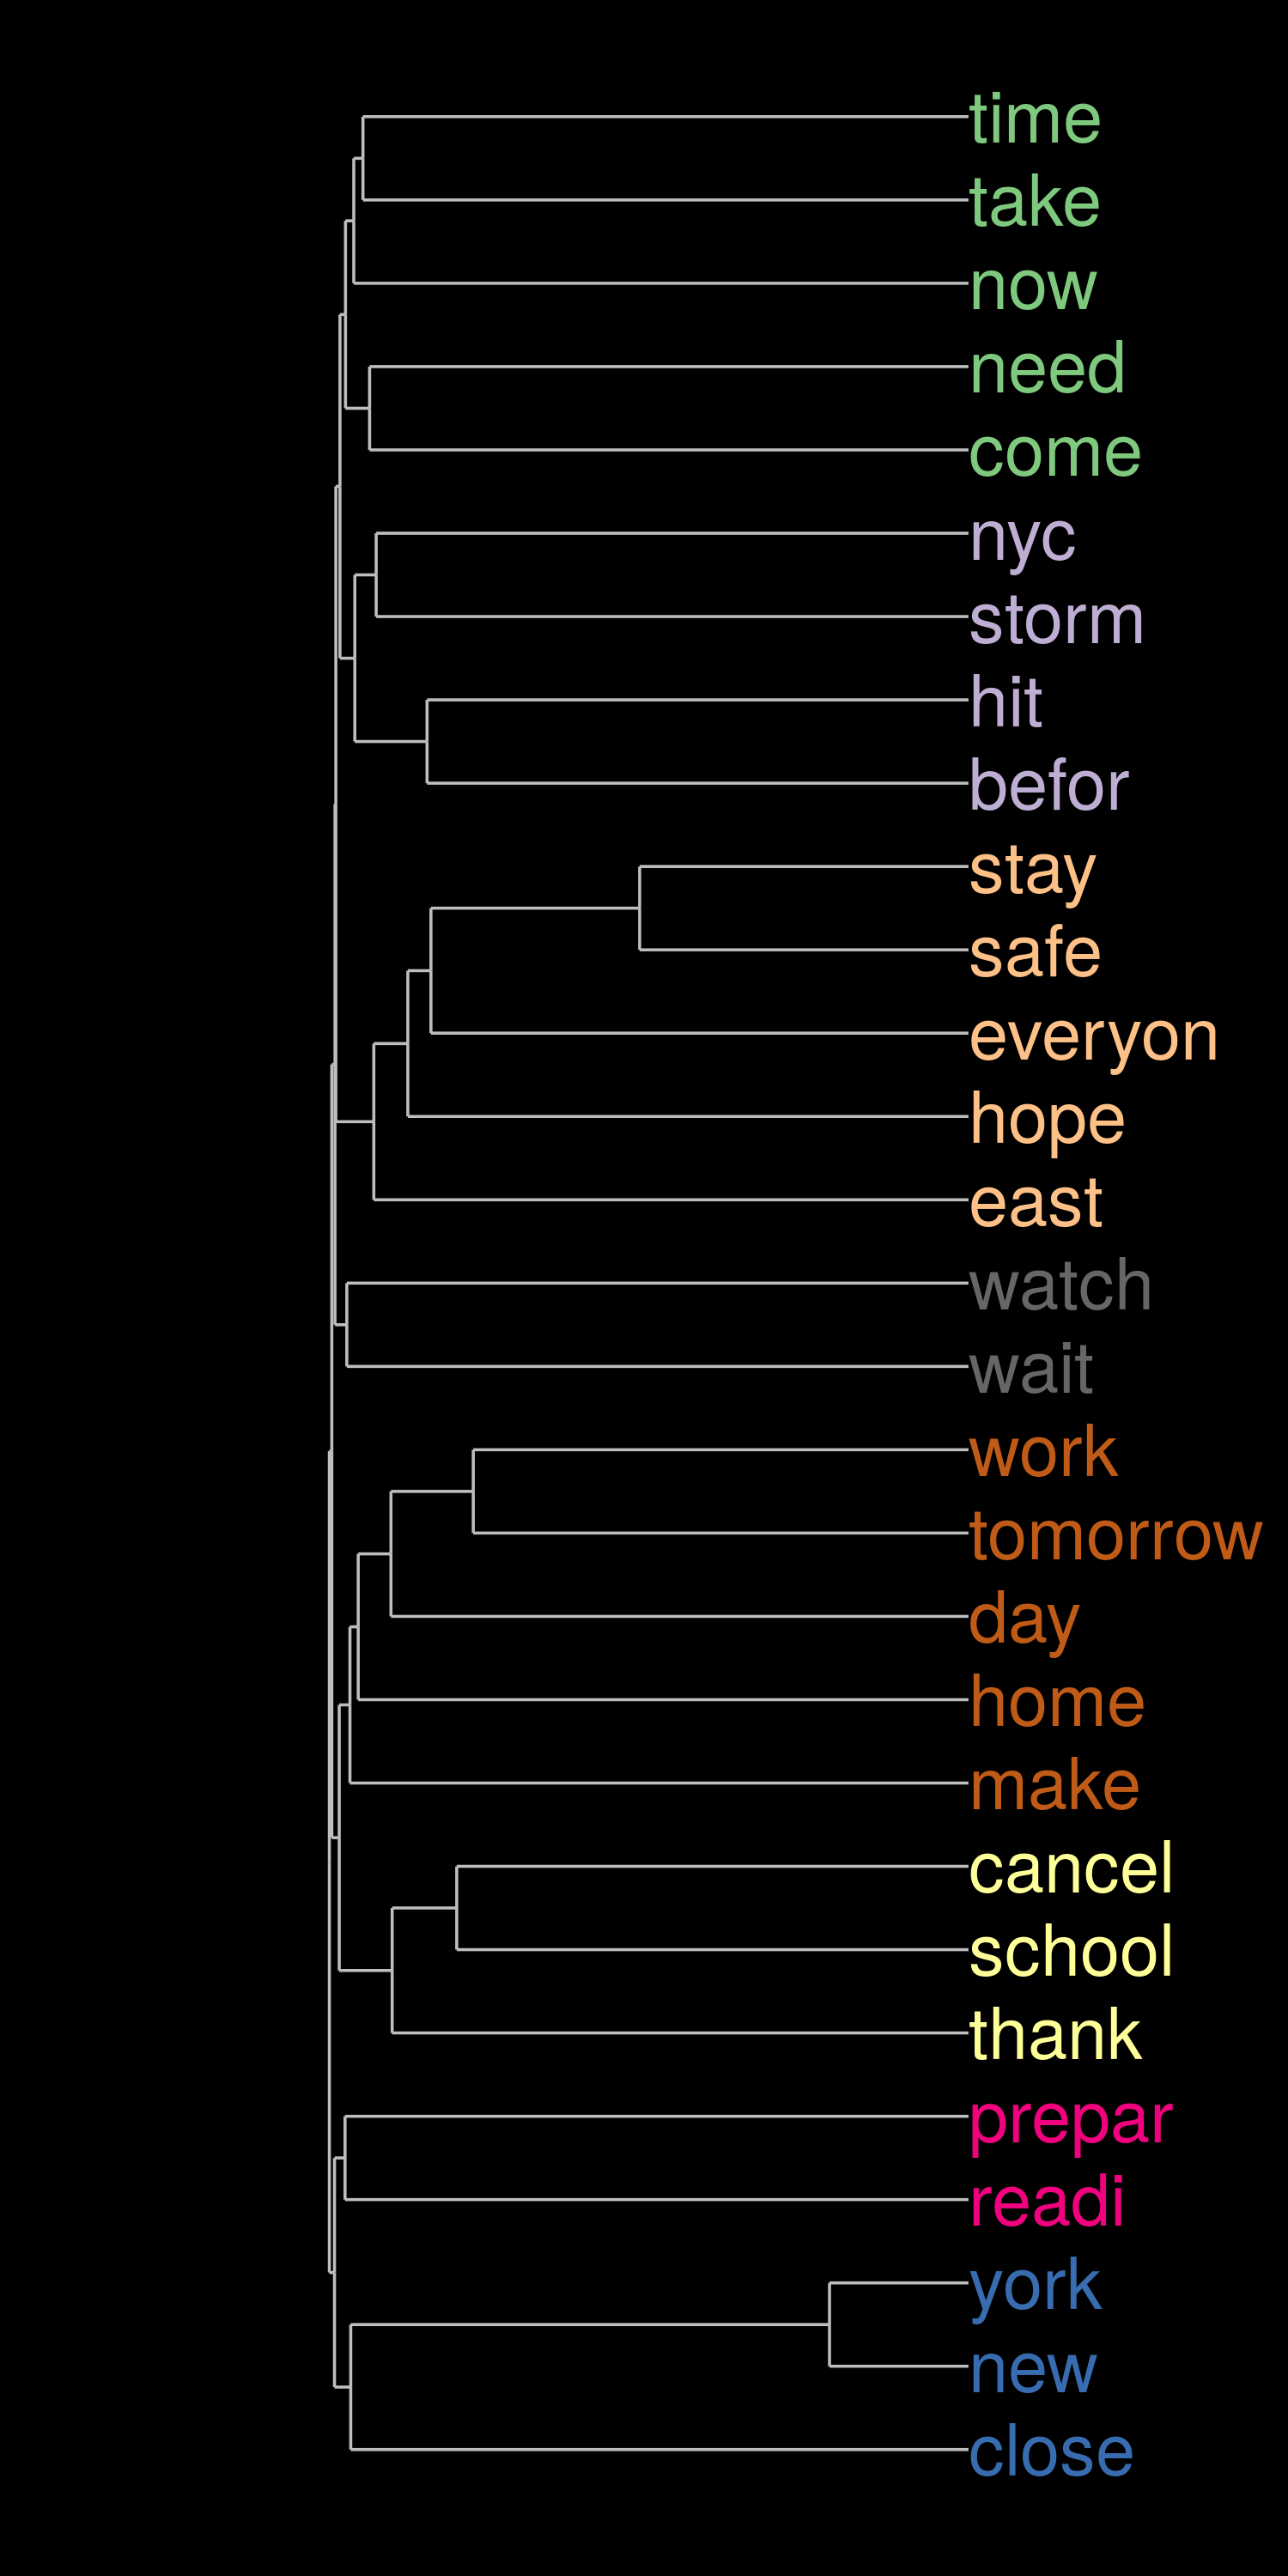 time
take
now
need
come
nyc
storm
hit
befor
stay
safe
everyon
hope
east
watch
wait
work
tomorrow
day
home
make
cancel
school
thank
prepar
readi
york
new
close